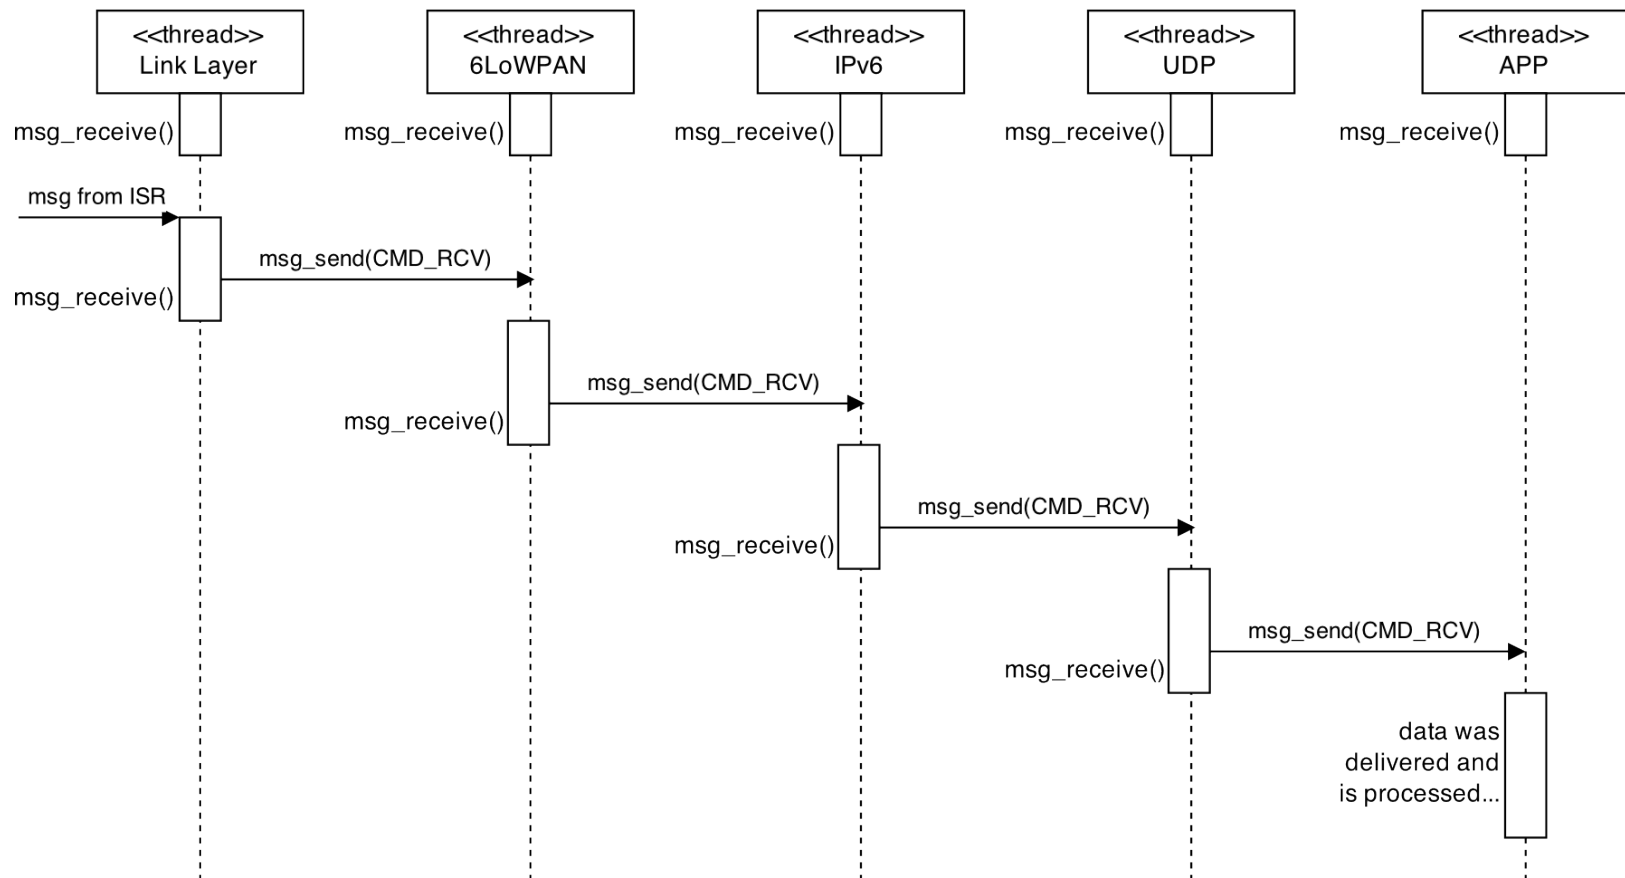 <<thread>>
Link Layer
<<thread>>
6LoWPAN
<<thread>>
IPv6
<<thread>>
UDP
<<thread>>
APP
msg_receive()
msg_receive()
msg_receive()
msg_receive()
msg_receive()
msg from ISR
msg_send(CMD_RCV)
msg_receive()
msg_send(CMD_RCV)
msg_receive()
msg_send(CMD_RCV)
msg_receive()
msg_send(CMD_RCV)
msg_receive()
data was
delivered and
is processed...